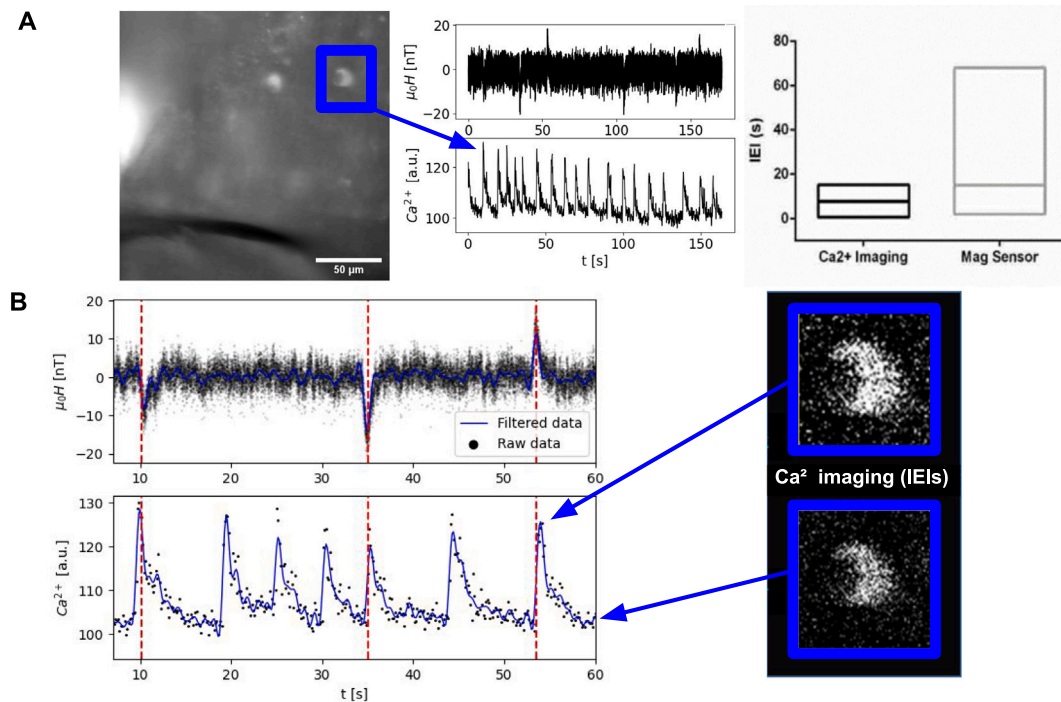 A
50 µm
20
0
−20
μ₀H [nT]
0
50
100
150
120
100
Ca²⁺ [a.u.]
0
50
100
150
t [s]
80
60
40
20
0
IEI (s)
Ca2+ Imaging
Mag Sensor
B
20
10
0
−10
−20
μ₀H [nT]
Filtered data
Raw data
10
20
30
40
50
60
130
120
110
100
Ca²⁺ [a.u.]
10
20
30
40
50
60
t [s]
Ca² imaging (IEIs)